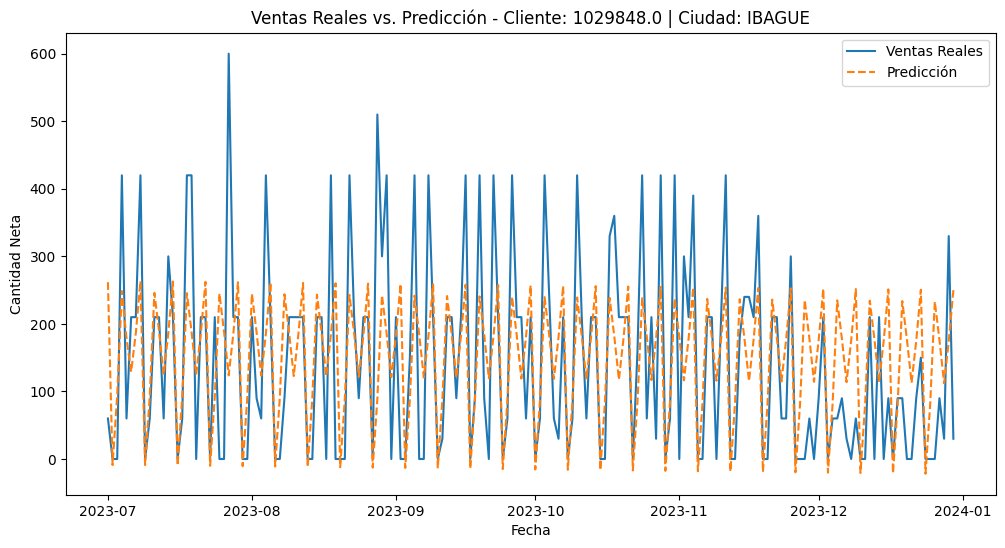 Ventas Reales vs. Predicción - Cliente: 1029848.0 | Ciudad: IBAGUE
Ventas Reales
Predicción
600
500
400
300
200
100
0
Cantidad Neta
2023-07
2023-08
2023-09
2023-10
2023-11
2023-12
2024-01
Fecha